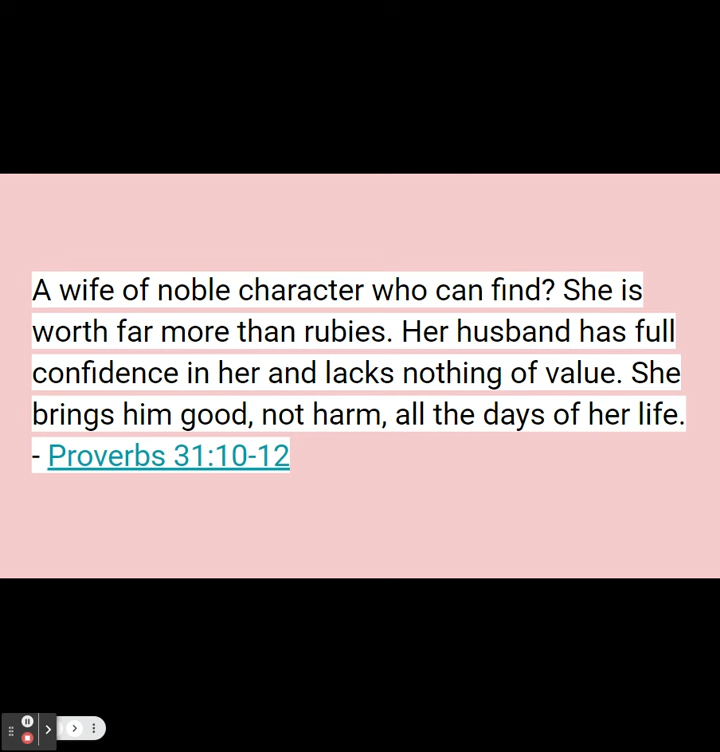 A wife of noble character who can find? She is
worth far more than rubies. Her husband has full
confidence in her and lacks nothing of value. She
brings him good, not harm, all the days of her life.
- Proverbs 31:10-12